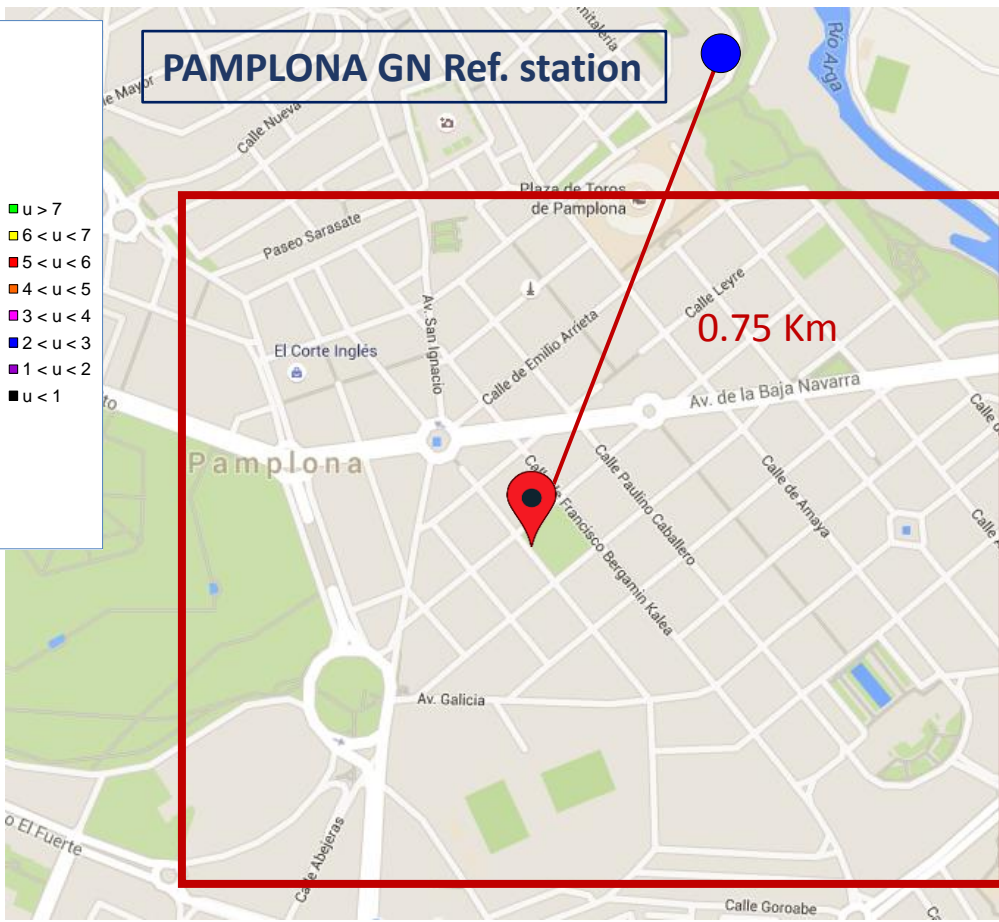 PAMPLONA GN Ref. station
Río Arga
le Mayor
Calle Nueva
Plaza de Toros
de Pamplona
u > 7
6 < u < 7
5 < u < 6
4 < u < 5
3 < u < 4
2 < u < 3
1 < u < 2
u < 1
Paseo Sarasate
Av. San Ignacio
Calle Leyre
0.75 Km
El Corte Inglés
Calle de Emilio Arrieta
Av. de la Baja Navarra
Pamplona
Francisco Bergamin Kalea
Calle Paulino Caballero
Calle de Amaya
Av. Galicia
o El Fuerte
Calle Abejeras
Calle Goroabe